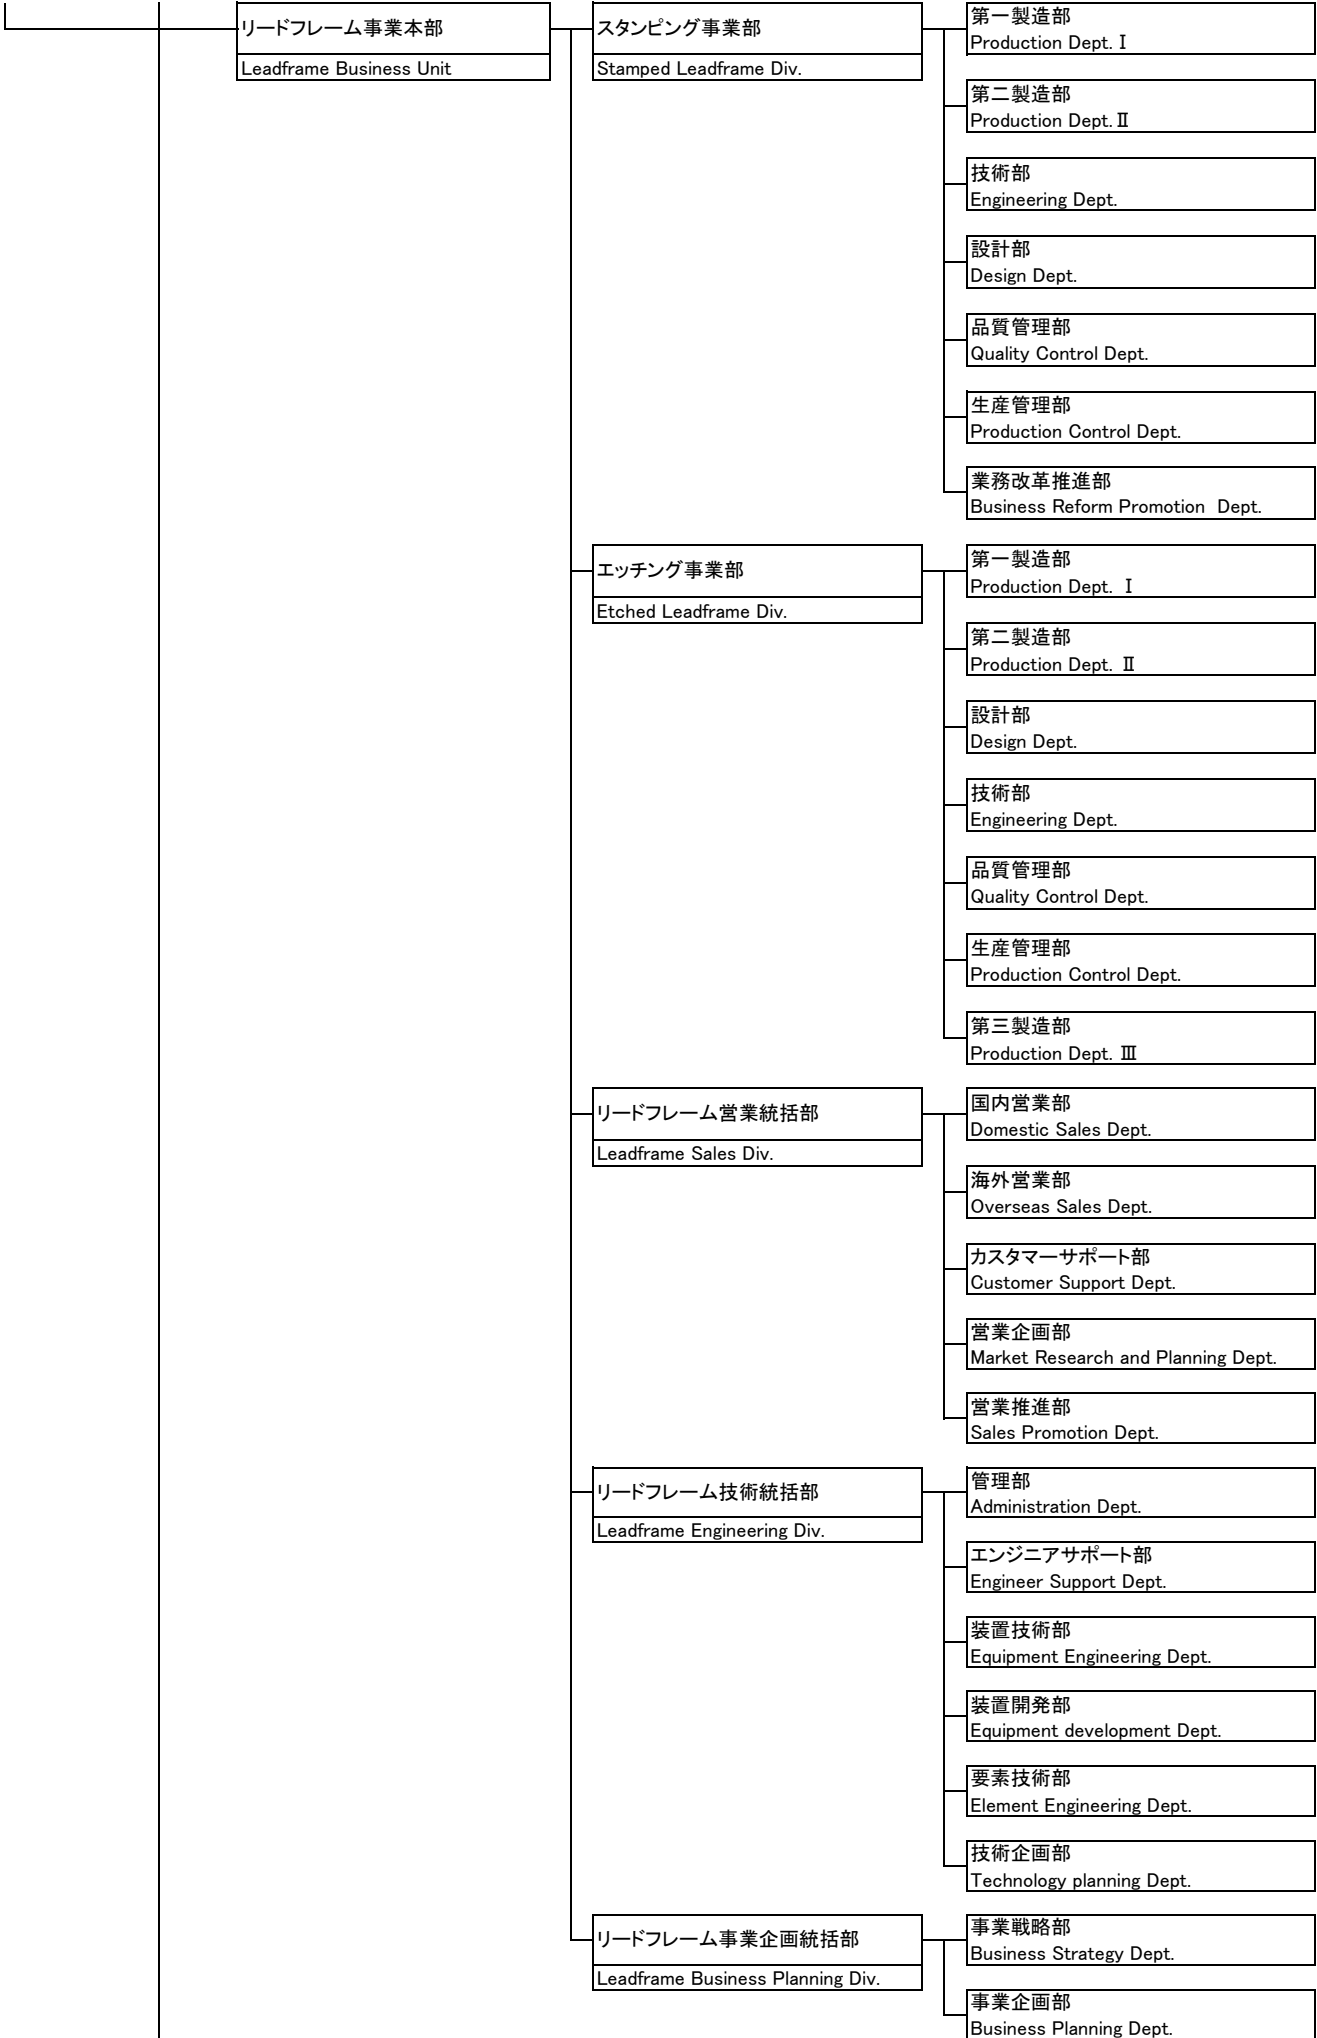 リードフレーム事業本部
Leadframe Business Unit
スタンピング事業部
Stamped Leadframe Div.
第一製造部
Production Dept. Ⅰ
第二製造部
Production Dept. Ⅱ
技術部
Engineering Dept.
設計部
Design Dept.
品質管理部
Quality Control Dept.
生産管理部
Production Control Dept.
業務改革推進部
Business Reform Promotion  Dept.
エッチング事業部
Etched Leadframe Div.
第一製造部
Production Dept.  Ⅰ
第二製造部
Production Dept.  Ⅱ
設計部
Design Dept.
技術部
Engineering Dept.
品質管理部
Quality Control Dept.
生産管理部
Production Control Dept.
第三製造部
Production Dept. Ⅲ
リードフレーム営業統括部
Leadframe Sales Div.
国内営業部
Domestic Sales Dept.
海外営業部
Overseas Sales Dept.
カスタマーサポート部
Customer Support Dept.
営業企画部
Market Research and Planning Dept.
営業推進部
Sales Promotion Dept.
リードフレーム技術統括部
Leadframe Engineering Div.
管理部
Administration Dept.
エンジニアサポート部
Engineer Support Dept.
装置技術部
Equipment Engineering Dept.
装置開発部
Equipment development Dept.
要素技術部
Element Engineering Dept.
技術企画部
Technology planning Dept.
リードフレーム事業企画統括部
Leadframe Business Planning Div.
事業戦略部
Business Strategy Dept.
事業企画部
Business Planning Dept.